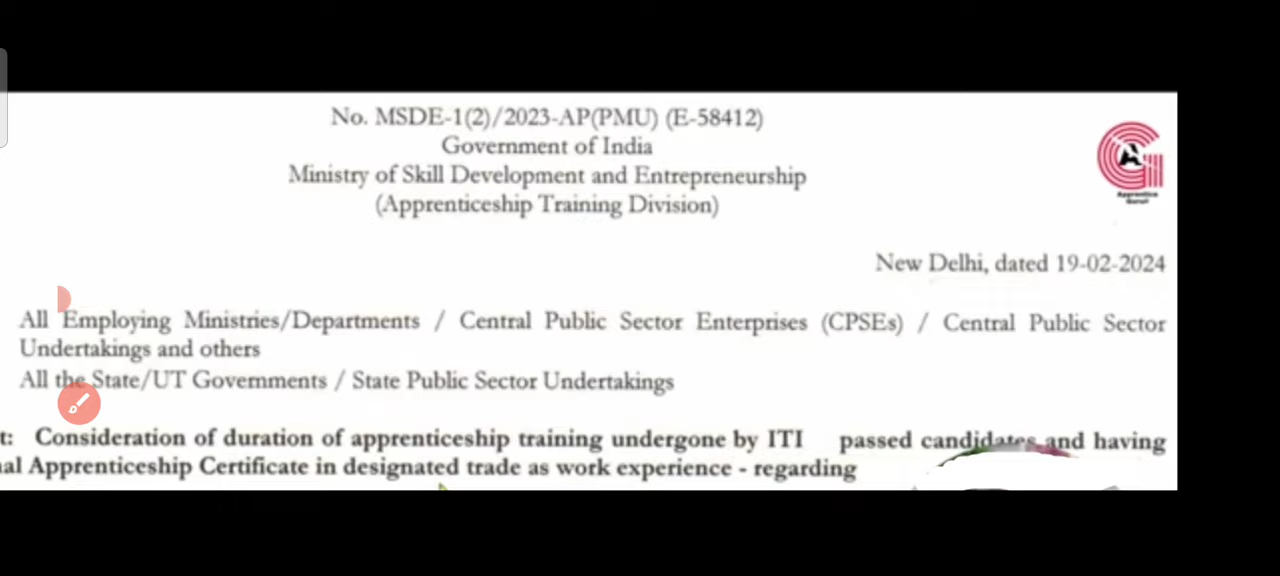 No. MSDE-1(2)/2023-AP(PMU) (E-58412)
Government of India
Ministry of Skill Development and Entrepreneurship
(Apprenticeship Training Division)
A
Apprentice
New Delhi, dated 19-02-2024
All Employing Ministries/Departments / Central Public Sector Enterprises (CPSEs) / Central Public Sector
Undertakings and others
All the State/UT Governments / State Public Sector Undertakings
t: Consideration of duration of apprenticeship training undergone by ITI passed candidates and having
al Apprenticeship Certificate in designated trade as work experience - regarding